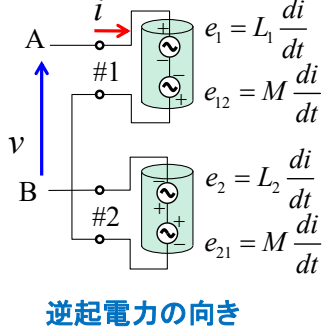 i
A
+
−
−
+
e₁ = L₁ di/dt
#1
e₁₂ = M di/dt
v
B
−
+
+
−
e₂ = L₂ di/dt
#2
e₂₁ = M di/dt
逆起電力の向き